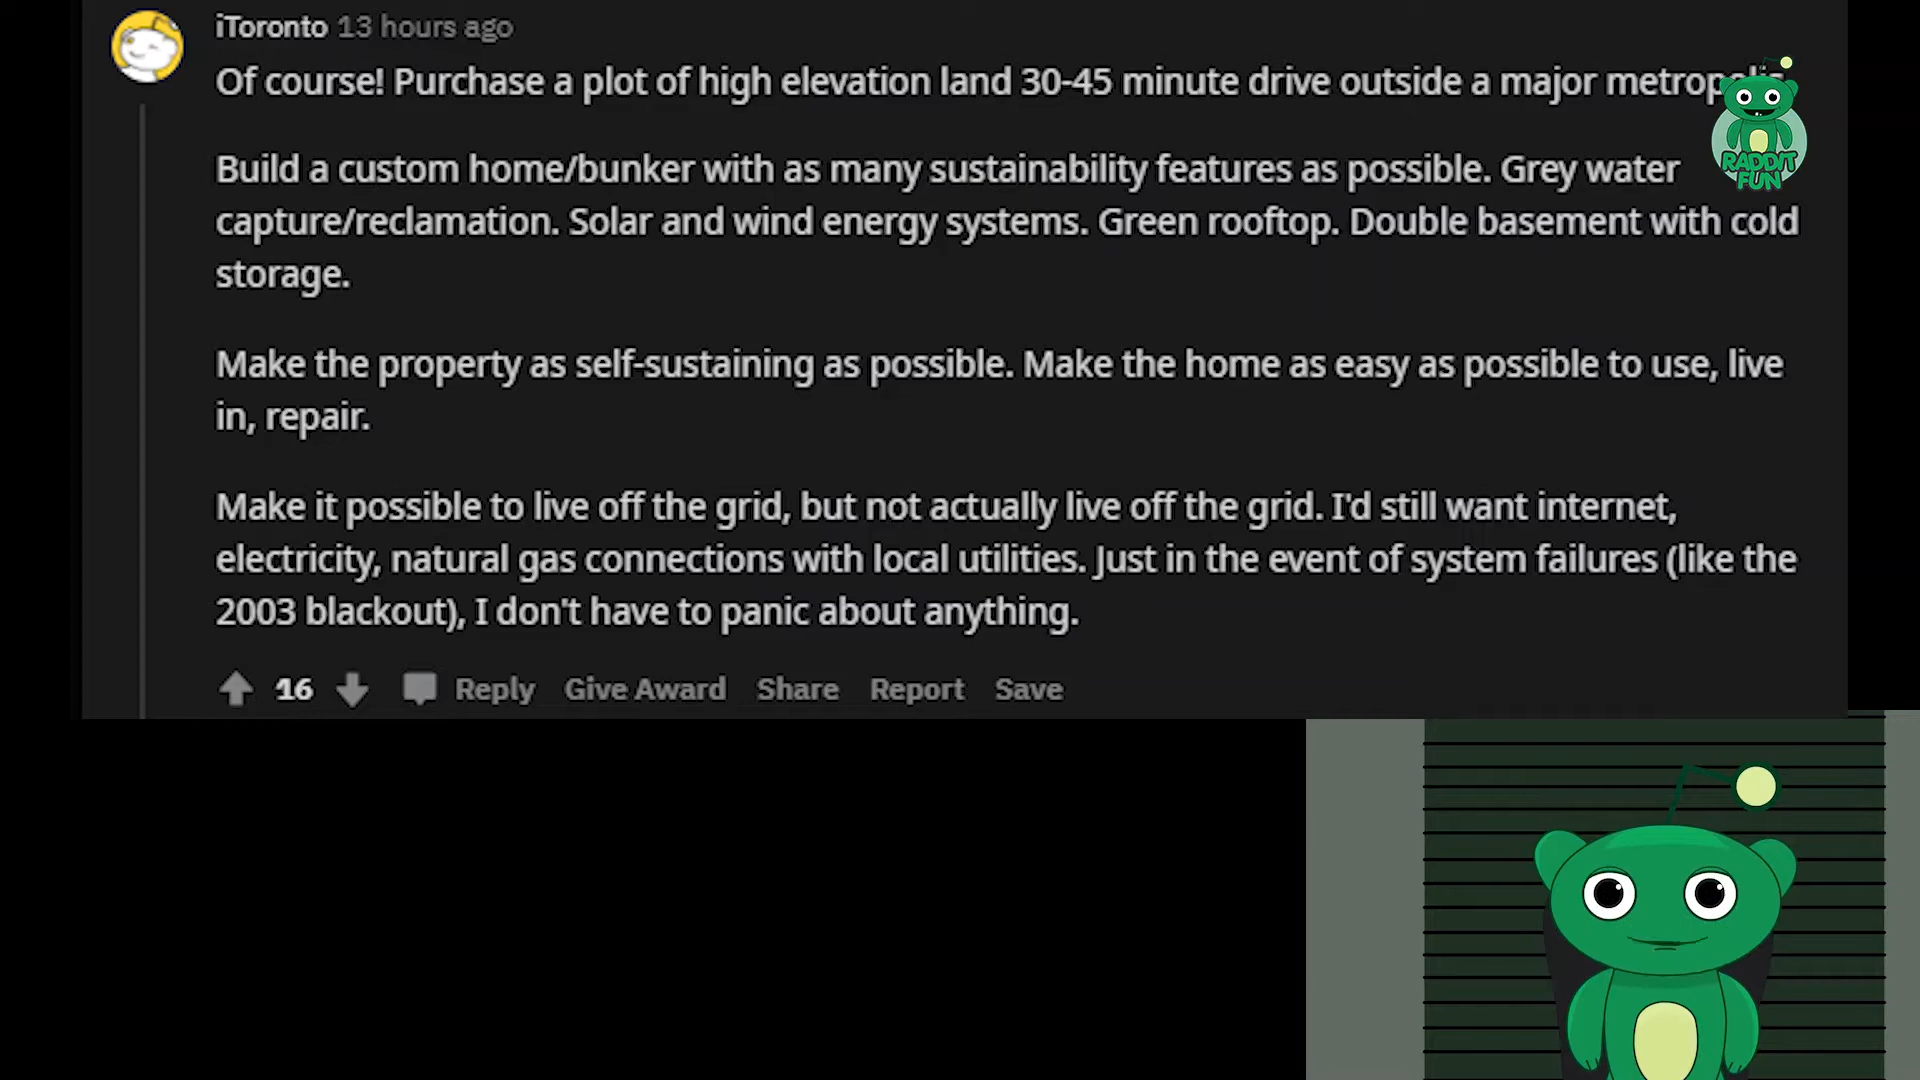 iToronto 13 hours ago
Of course! Purchase a plot of high elevation land 30-45 minute drive outside a major metropolis.
RADDIT
FUN
Build a custom home/bunker with as many sustainability features as possible. Grey water
capture/reclamation. Solar and wind energy systems. Green rooftop. Double basement with cold
storage.
Make the property as self-sustaining as possible. Make the home as easy as possible to use, live
in, repair.
Make it possible to live off the grid, but not actually live off the grid. I'd still want internet,
electricity, natural gas connections with local utilities. Just in the event of system failures (like the
2003 blackout), I don't have to panic about anything.
16 Reply Give Award Share Report Save